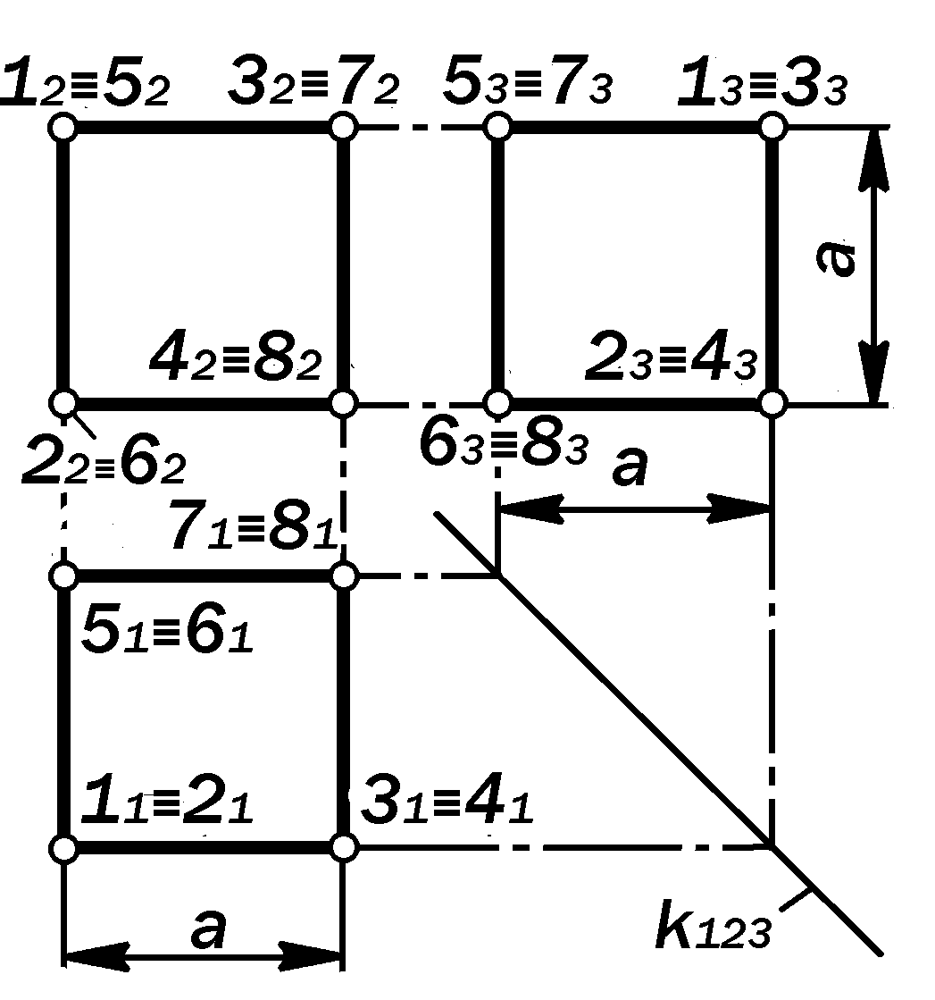 1₂≡5₂ 3₂≡7₂ 5₃≡7₃ 1₃≡3₃
a
4₂≡8₂ 2₃≡4₃
2₂≡6₂ 6₃≡8₃ a
7₁≡8₁
5₁≡6₁
1₁≡2₁ 3₁≡4₁
a k₁₂₃